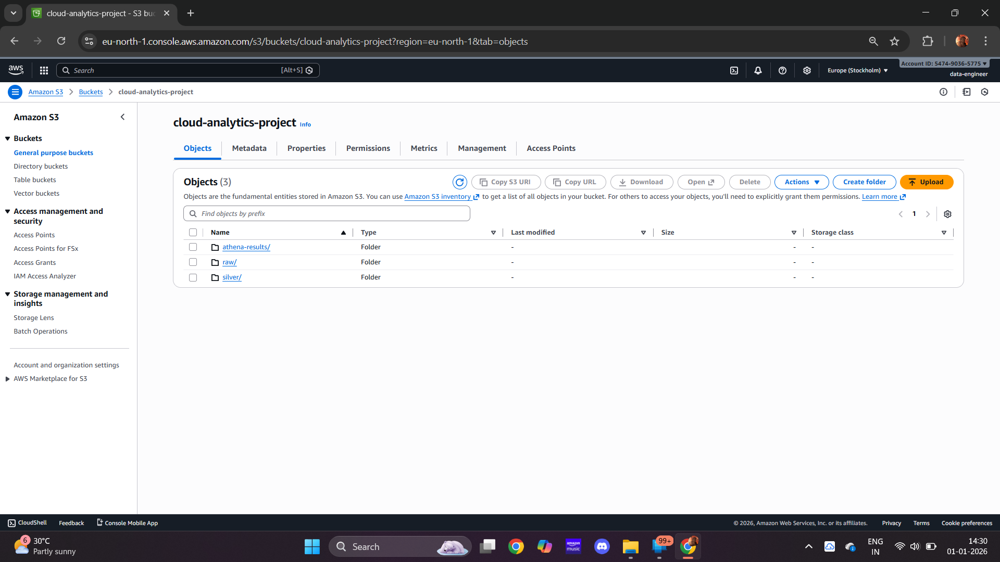 cloud-analytics-project - S3 buc
eu-north-1.console.aws.amazon.com/s3/buckets/cloud-analytics-project?region=eu-north-1&tab=objects
aws
Search [Alt+S]
Europe (Stockholm)
Account ID: 5474-9036-5775
data-engineer
Amazon S3
Buckets
cloud-analytics-project
Amazon S3
Buckets
General purpose buckets
Directory buckets
Table buckets
Vector buckets
Access management and
security
Access Points
Access Points for FSx
Access Grants
IAM Access Analyzer
Storage management and
insights
Storage Lens
Batch Operations
Account and organization settings
AWS Marketplace for S3
cloud-analytics-project Info
Objects Metadata Properties Permissions Metrics Management Access Points
Objects (3)
Copy S3 URI Copy URL Download Open Delete Actions Create folder Upload
Objects are the fundamental entities stored in Amazon S3. You can use Amazon S3 inventory to get a list of all objects in your bucket. For others to access your objects, you'll need to explicitly grant them permissions. Learn more
Find objects by prefix
1
Name Type Last modified Size Storage class
athena-results/ Folder - - -
raw/ Folder - - -
silver/ Folder - - -
CloudShell Feedback Console Mobile App
© 2026, Amazon Web Services, Inc. or its affiliates. Privacy Terms Cookie preferences
6
30°C
Partly sunny
Search
amazon
music
99+
ENG
IN
14:30
01-01-2026